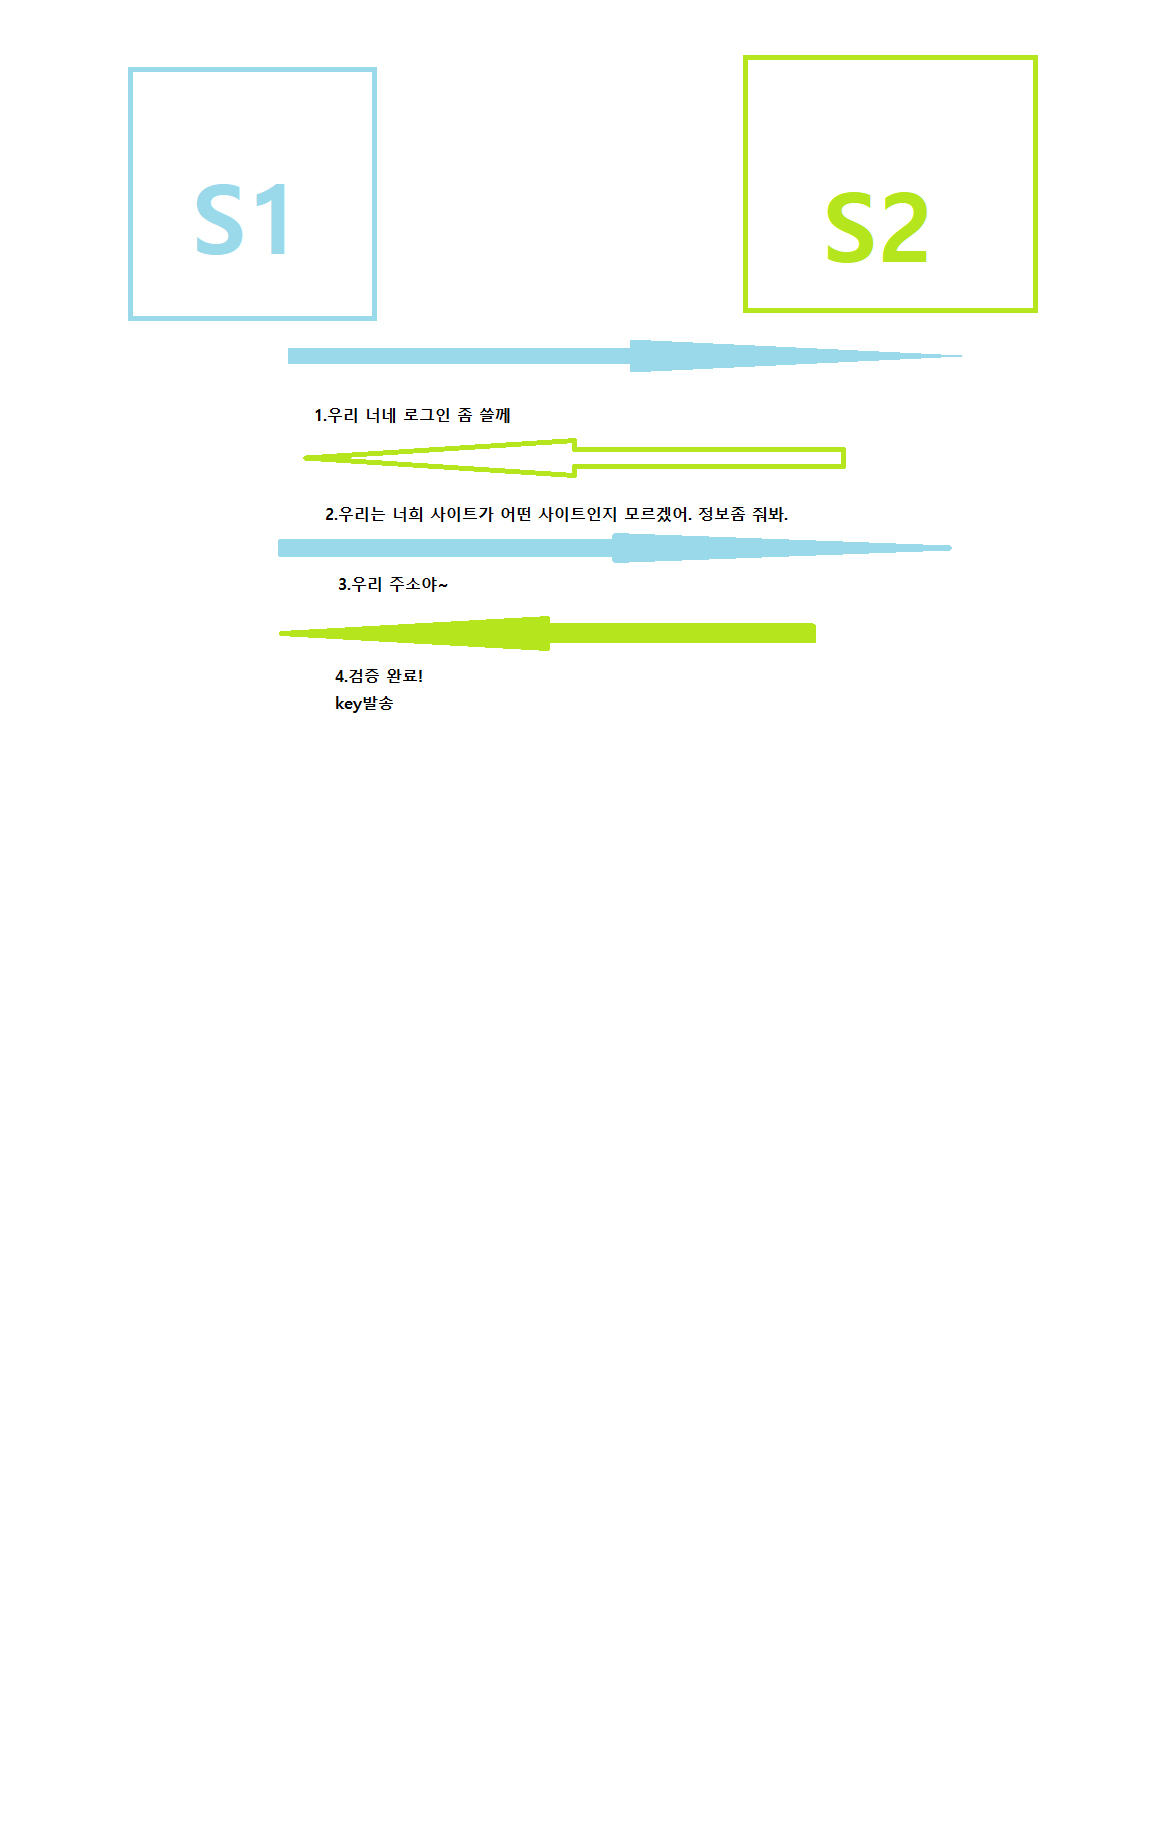 S1
S2
1.우리 너네 로그인 좀 쓸께
2.우리는 너희 사이트가 어떤 사이트인지 모르겠어. 정보좀 줘봐.
3.우리 주소야~
4.검증 완료!
key발송